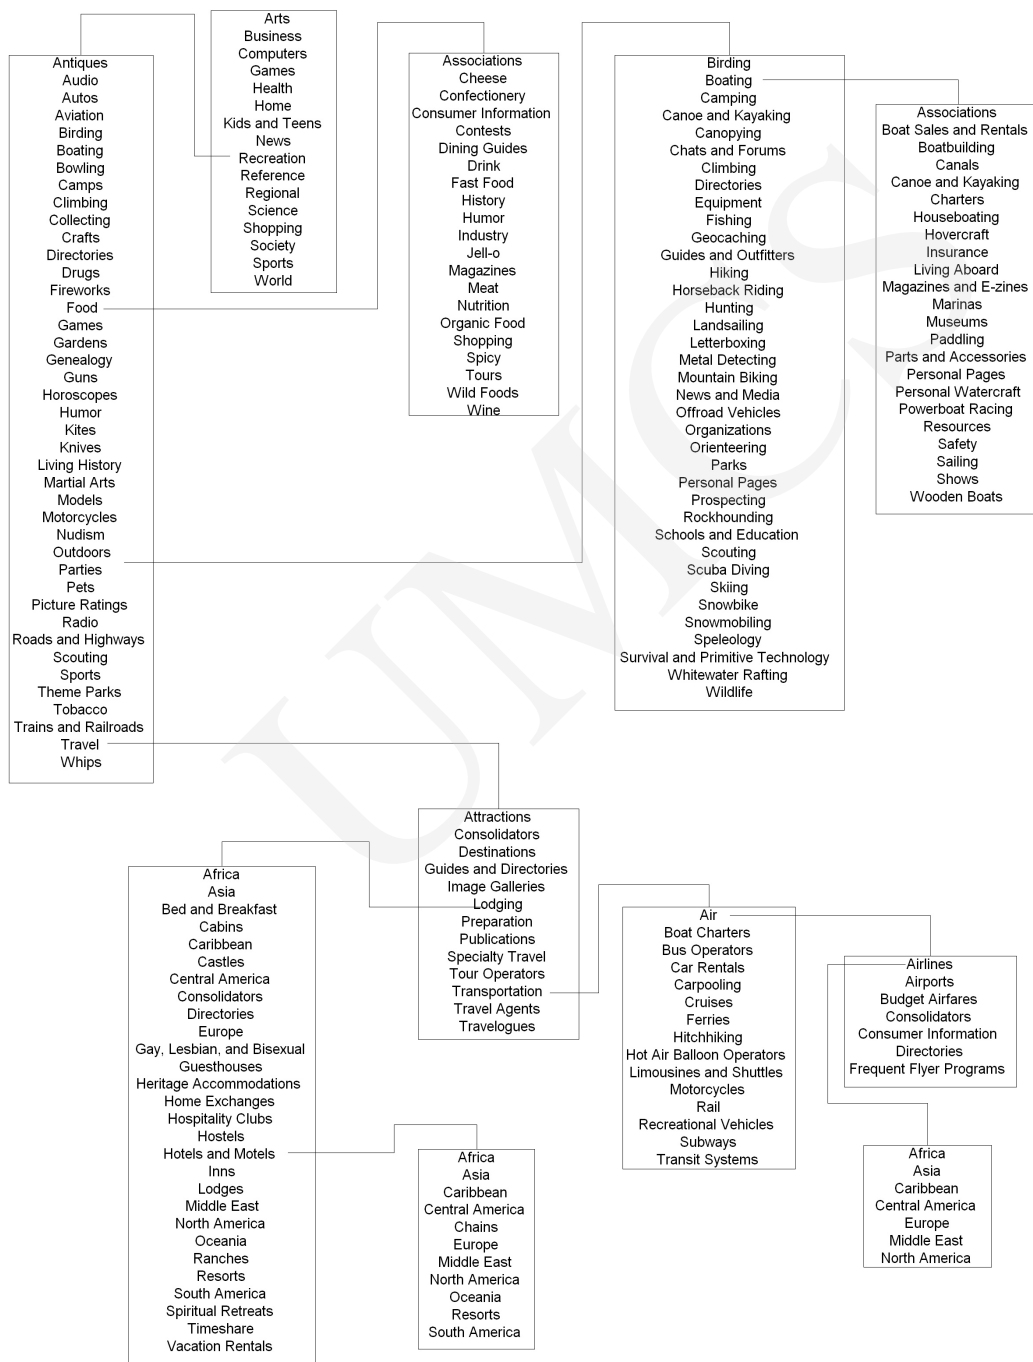 Arts
Business
Computers
Games
Health
Home
Kids and Teens
News
Recreation
Reference
Regional
Science
Shopping
Society
Sports
World
Antiques
Audio
Autos
Aviation
Birding
Boating
Bowling
Camps
Climbing
Collecting
Crafts
Directories
Drugs
Fireworks
Food
Games
Gardens
Genealogy
Guns
Horoscopes
Humor
Kites
Knives
Living History
Martial Arts
Models
Motorcycles
Nudism
Outdoors
Parties
Pets
Picture Ratings
Radio
Roads and Highways
Scouting
Sports
Theme Parks
Tobacco
Trains and Railroads
Travel
Whips
Associations
Cheese
Confectionery
Consumer Information
Contests
Dining Guides
Drink
Fast Food
History
Humor
Industry
Jell-o
Magazines
Meat
Nutrition
Organic Food
Shopping
Spicy
Tours
Wild Foods
Wine
Birding
Boating
Camping
Canoe and Kayaking
Canopying
Chats and Forums
Climbing
Directories
Equipment
Fishing
Geocaching
Guides and Outfitters
Hiking
Horseback Riding
Hunting
Landsailing
Letterboxing
Metal Detecting
Mountain Biking
News and Media
Offroad Vehicles
Organizations
Orienteering
Parks
Personal Pages
Prospecting
Rockhounding
Schools and Education
Scouting
Scuba Diving
Skiing
Snowbike
Snowmobiling
Speleology
Survival and Primitive Technology
Whitewater Rafting
Wildlife
Associations
Boat Sales and Rentals
Boatbuilding
Canals
Canoe and Kayaking
Charters
Houseboating
Hovercraft
Insurance
Living Aboard
Magazines and E-zines
Marinas
Museums
Paddling
Parts and Accessories
Personal Pages
Personal Watercraft
Powerboat Racing
Resources
Safety
Sailing
Shows
Wooden Boats
Attractions
Consolidators
Destinations
Guides and Directories
Image Galleries
Lodging
Preparation
Publications
Specialty Travel
Tour Operators
Transportation
Travel Agents
Travelogues
Africa
Asia
Bed and Breakfast
Cabins
Caribbean
Castles
Central America
Consolidators
Directories
Europe
Gay, Lesbian, and Bisexual
Guesthouses
Heritage Accommodations
Home Exchanges
Hospitality Clubs
Hostels
Hotels and Motels
Inns
Lodges
Middle East
North America
Oceania
Ranches
Resorts
South America
Spiritual Retreats
Timeshare
Vacation Rentals
Africa
Asia
Caribbean
Central America
Chains
Europe
Middle East
North America
Oceania
Resorts
South America
Air
Boat Charters
Bus Operators
Car Rentals
Carpooling
Cruises
Ferries
Hitchhiking
Hot Air Balloon Operators
Limousines and Shuttles
Motorcycles
Rail
Recreational Vehicles
Subways
Transit Systems
Airlines
Airports
Budget Airfares
Consolidators
Consumer Information
Directories
Frequent Flyer Programs
Africa
Asia
Caribbean
Central America
Europe
Middle East
North America
UMCS